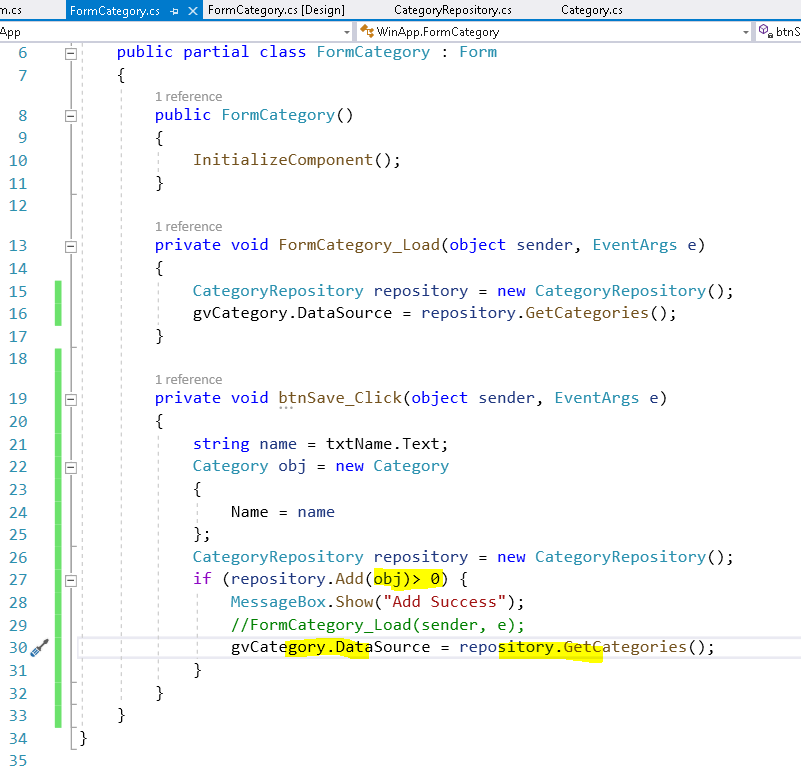 m.cs FormCategory.cs FormCategory.cs [Design] CategoryRepository.cs Category.cs
App WinApp.FormCategory btnS
6 public partial class FormCategory : Form
7 {
1 reference
8 public FormCategory()
9 {
10 InitializeComponent();
11 }
12
1 reference
13 private void FormCategory_Load(object sender, EventArgs e)
14 {
15 CategoryRepository repository = new CategoryRepository();
16 gvCategory.DataSource = repository.GetCategories();
17 }
18
1 reference
19 private void btnSave_Click(object sender, EventArgs e)
20 {
21 string name = txtName.Text;
22 Category obj = new Category
23 {
24 Name = name
25 };
26 CategoryRepository repository = new CategoryRepository();
27 if (repository.Add(obj)> 0) {
28 MessageBox.Show("Add Success");
29 //FormCategory_Load(sender, e);
30 gvCategory.DataSource = repository.GetCategories();
31 }
32 }
33 }
34 }
35